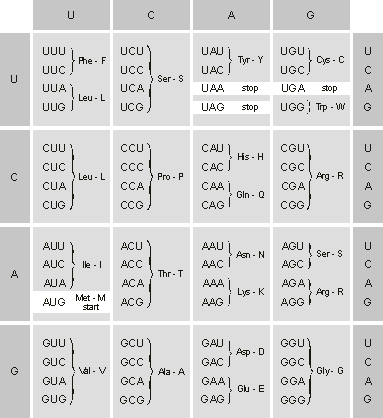 U C A G
U
UUU
UUC
Phe - F
UUA
UUG
Leu - L
UCU
UCC
UCA
UCG
Ser - S
UAU
UAC
Tyr - Y
UAA stop
UAG stop
UGU
UGC
Cys - C
UGA stop
UGG Trp - W
U
C
A
G
C
CUU
CUC
CUA
CUG
Leu - L
CCU
CCC
CCA
CCG
Pro - P
CAU
CAC
His - H
CAA
CAG
Gln - Q
CGU
CGC
CGA
CGG
Arg - R
U
C
A
G
A
AUU
AUC
AUA
Ile - I
AUG Met - M
start
ACU
ACC
ACA
ACG
Thr - T
AAU
AAC
Asn - N
AAA
AAG
Lys - K
AGU
AGC
Ser - S
AGA
AGG
Arg - R
U
C
A
G
G
GUU
GUC
GUA
GUG
Val - V
GCU
GCC
GCA
GCG
Ala - A
GAU
GAC
Asp - D
GAA
GAG
Glu - E
GGU
GGC
GGA
GGG
Gly - G
U
C
A
G